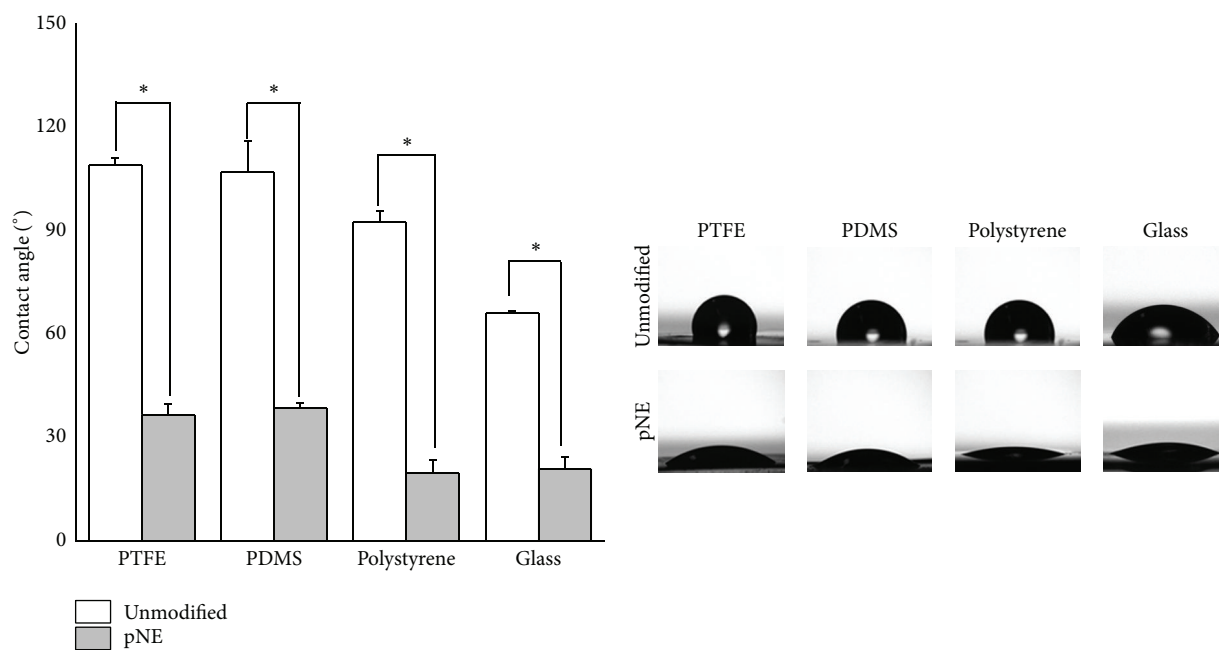 150
120
90
60
30
0
Contact angle (°)
*
*
*
*
PTFE PDMS Polystyrene Glass
Unmodified
pNE
PTFE PDMS Polystyrene Glass
Unmodified
pNE